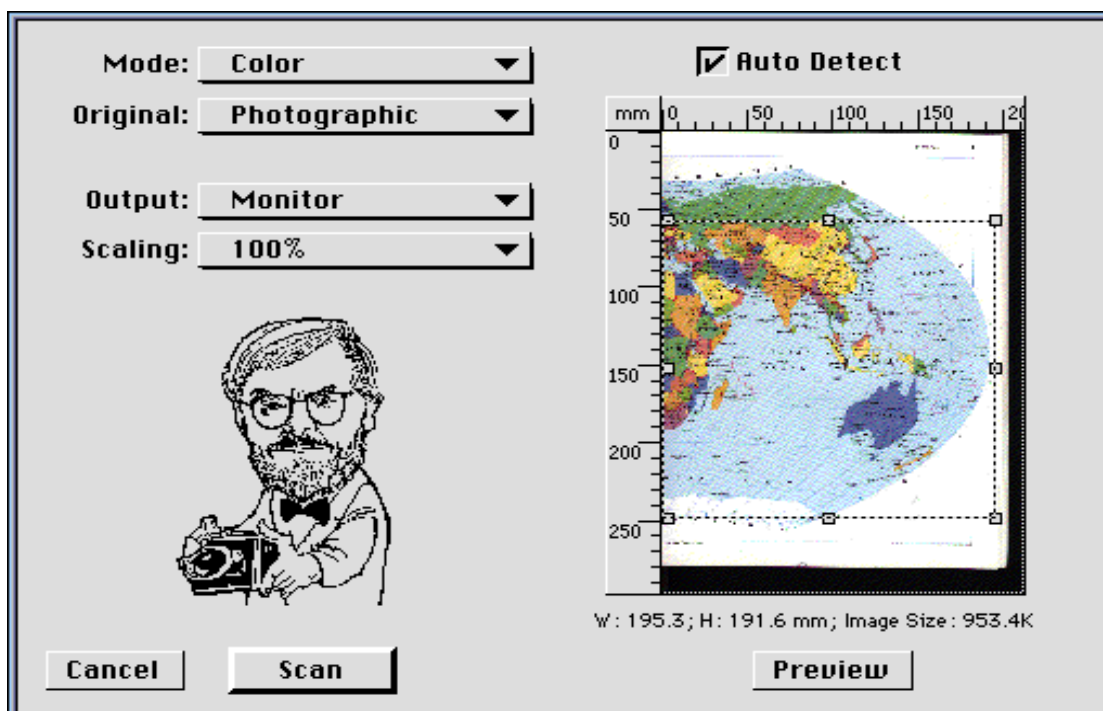 Mode: Color
Original: Photographic
Output: Monitor
Scaling: 100%
Cancel
Scan
Auto Detect
mm 0 50 100 150 20
0
50
100
150
200
250
W: 195.3; H: 191.6 mm; Image Size: 953.4K
Preview